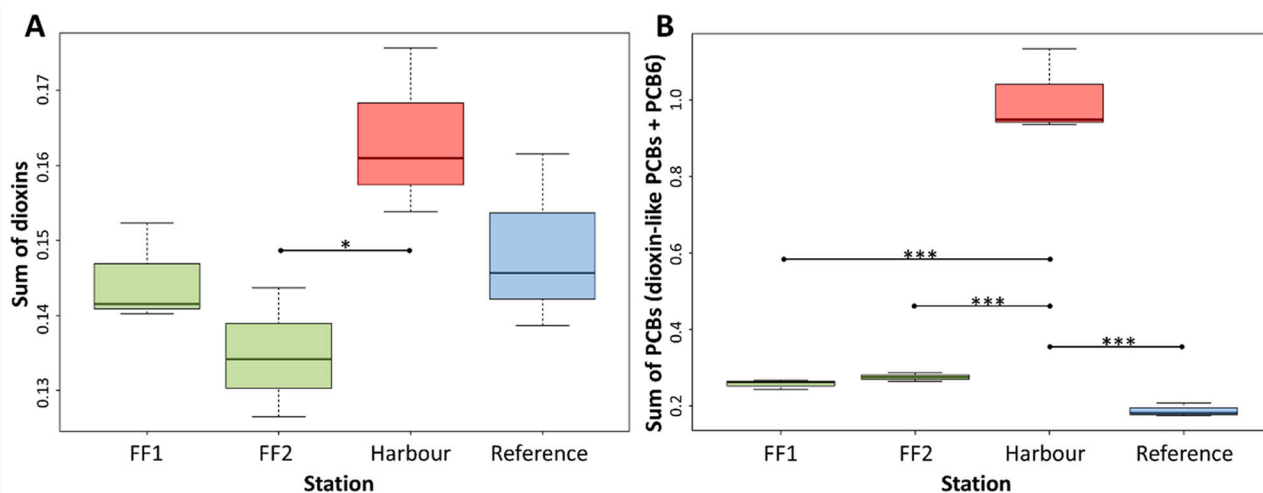 A
Sum of dioxins
0.17
0.16
0.15
0.14
0.13
*
FF1 FF2 Harbour Reference
Station
B
Sum of PCBs (dioxin-like PCBs + PCB6)
1.0
0.8
0.6
0.4
0.2
***
***
***
FF1 FF2 Harbour Reference
Station